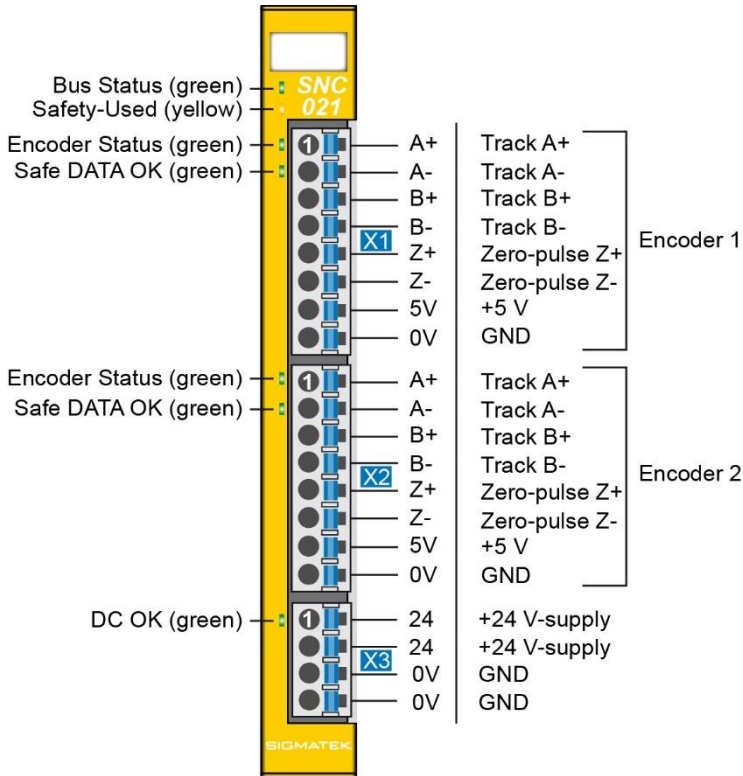 Bus Status (green) SNC
Safety-Used (yellow) 021
Encoder Status (green) 1 A+ Track A+
Safe DATA OK (green) A- Track A-
B+ Track B+
B- Track B-
X1 Encoder 1
Z+ Zero-pulse Z+
Z- Zero-pulse Z-
5V +5 V
0V GND
Encoder Status (green) 1 A+ Track A+
Safe DATA OK (green) A- Track A-
B+ Track B+
B- Track B-
X2 Encoder 2
Z+ Zero-pulse Z+
Z- Zero-pulse Z-
5V +5 V
0V GND
DC OK (green) 1 24 +24 V-supply
24 +24 V-supply
X3
0V GND
0V GND
SIGMATEK